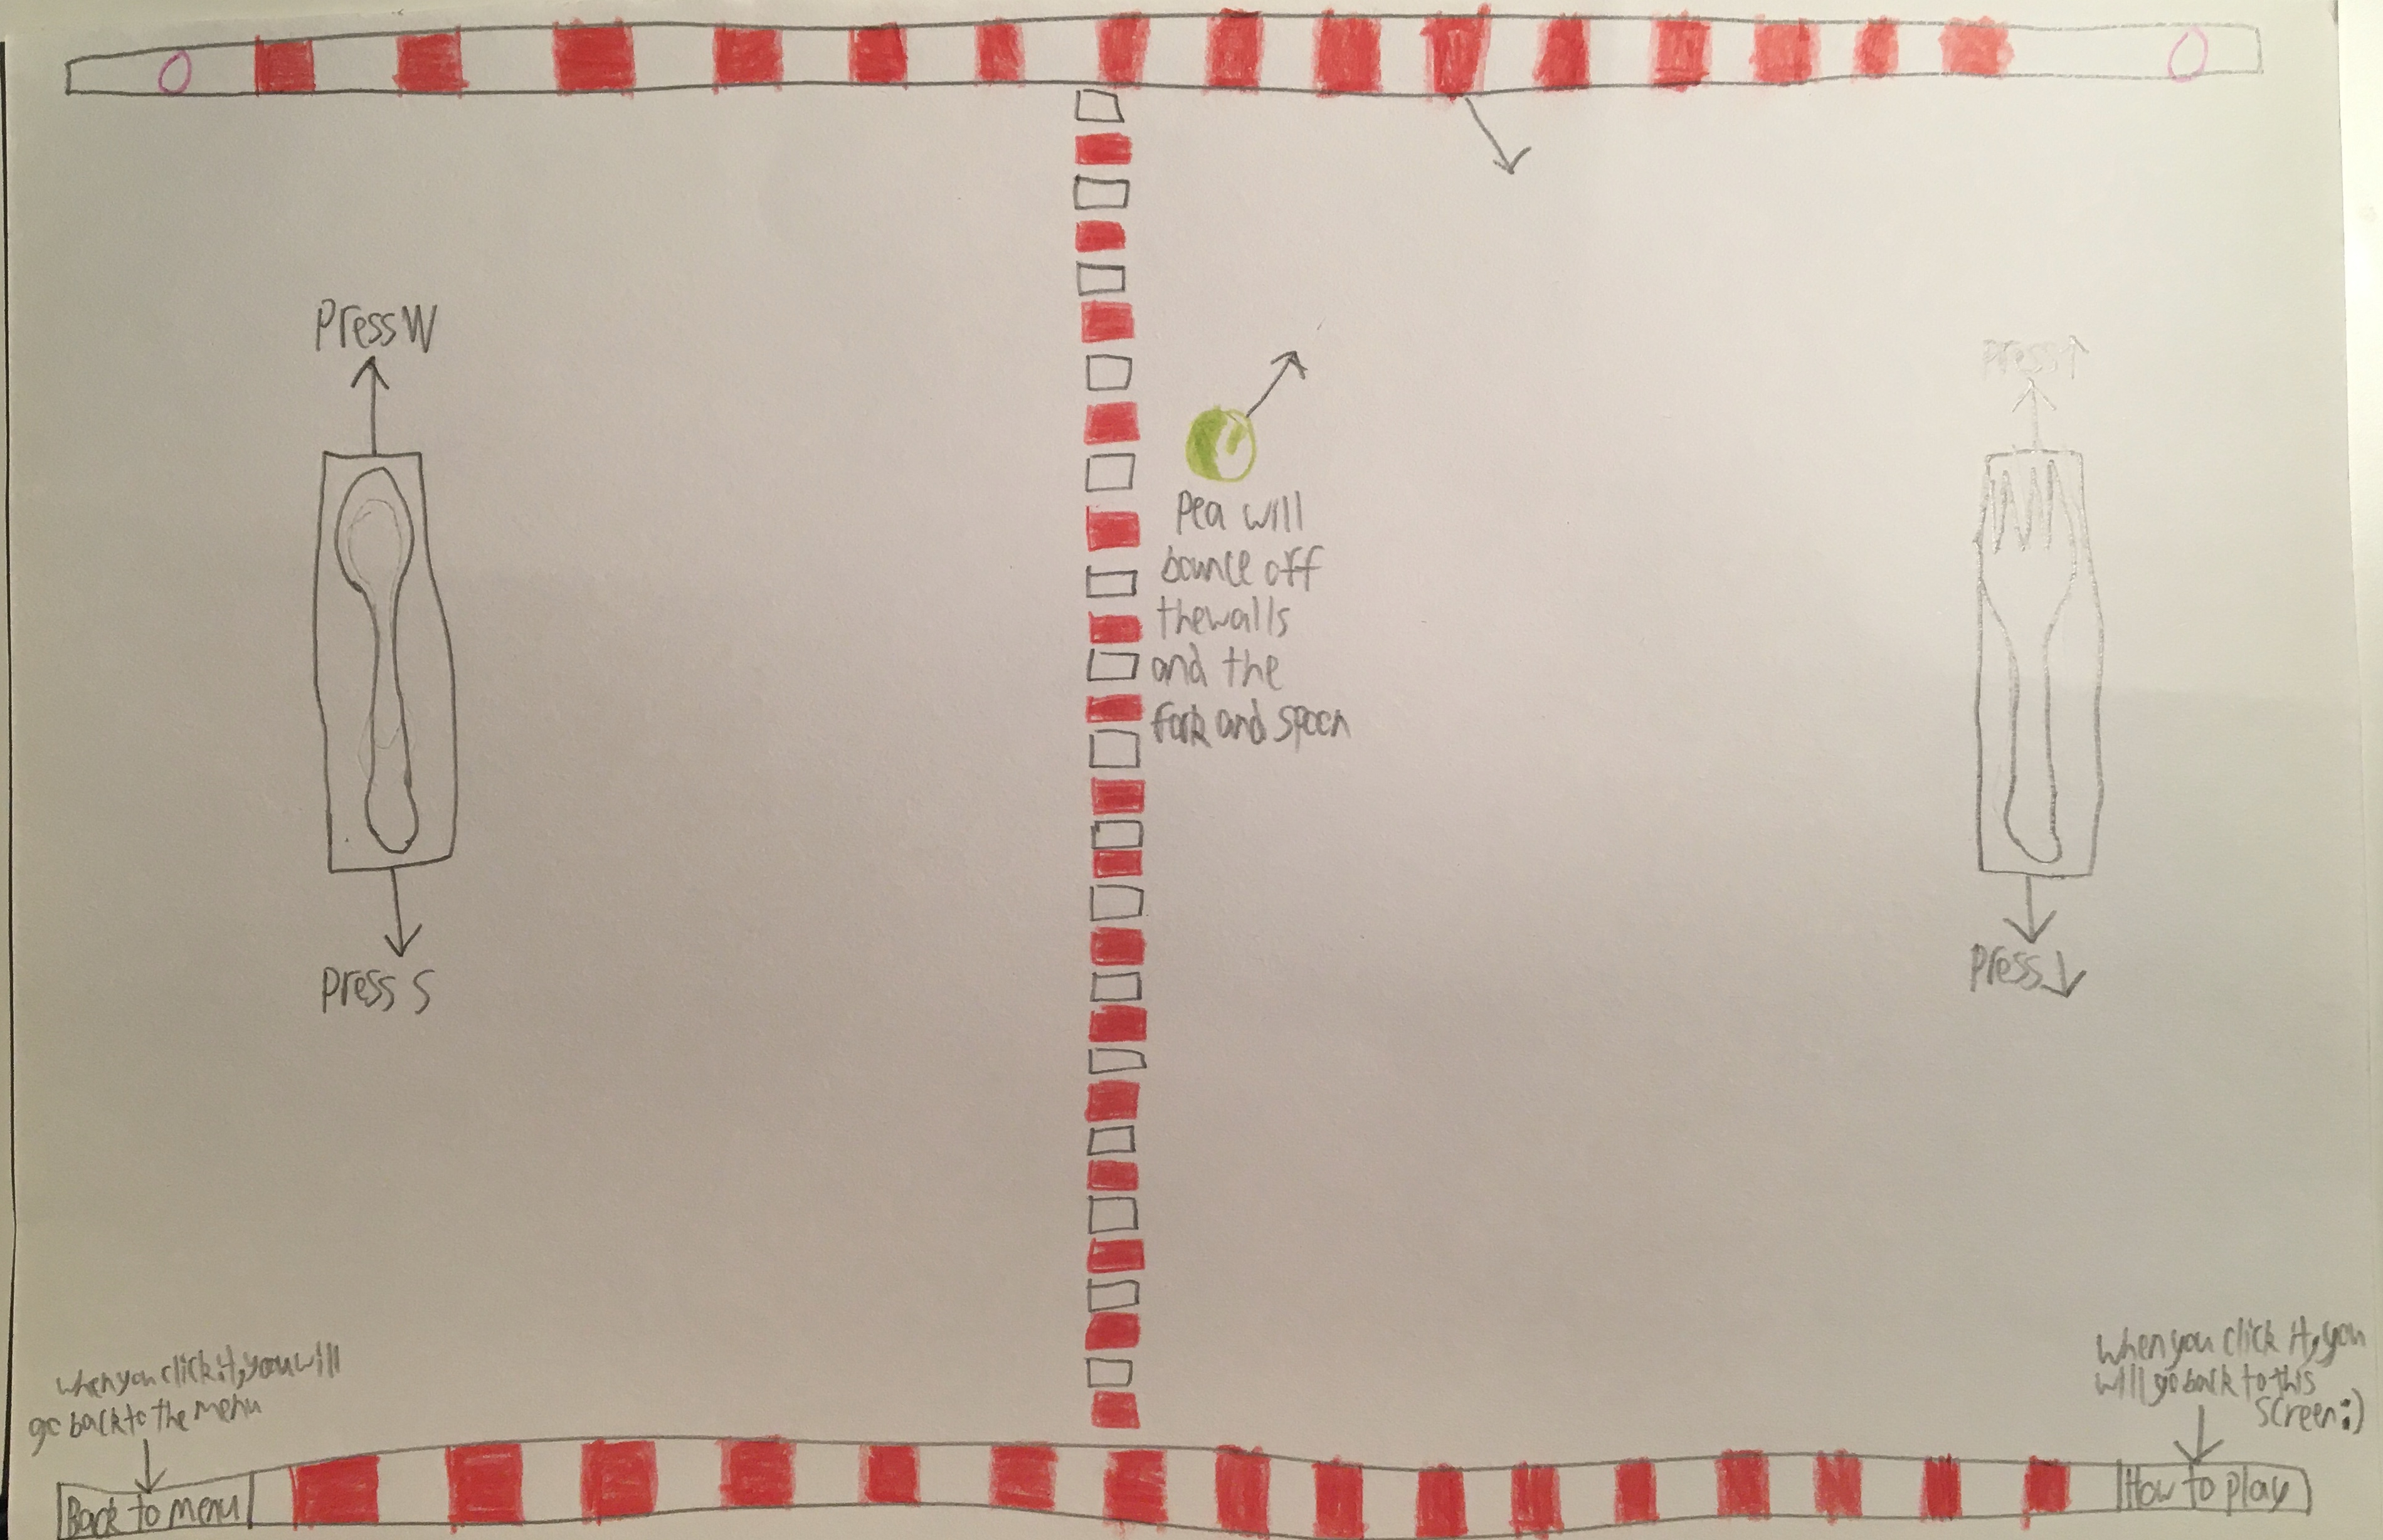 0
0
Press W
Press ↑
Pea will
bounce off
the walls
and the
fork and spoon
Press S
Press ↓
when you click it, you will
go back to the menu
Back to menu
when you click it, you
will go back to this
screen :)
How to play